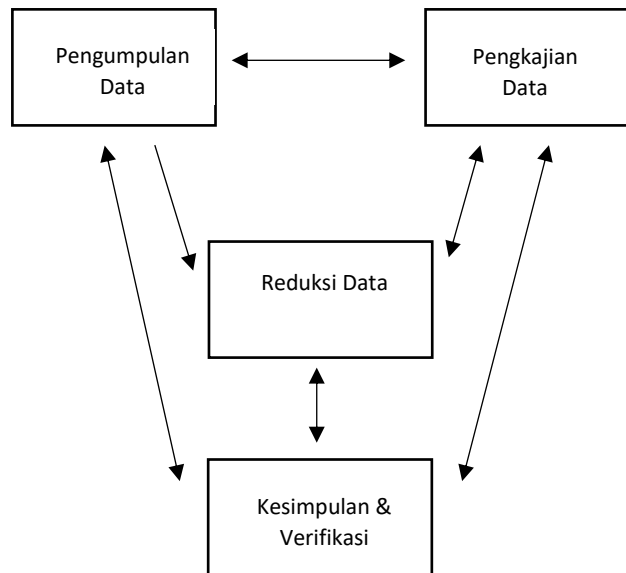 Pengumpulan
Data
Pengkajian
Data
Reduksi Data
Kesimpulan &
Verifikasi